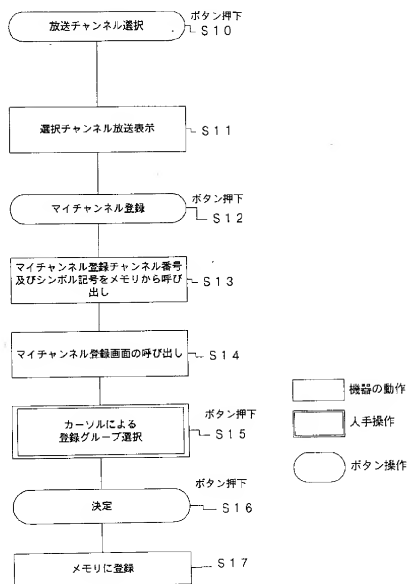 放送チャンネル選択
ボタン押下
S10
選択チャンネル放送表示
S11
マイチャンネル登録
ボタン押下
S12
マイチャンネル登録チャンネル番号
及びシンボル記号をメモリから呼び
出し
S13
マイチャンネル登録画面の呼び出し
S14
カーソルによる
登録グループ選択
ボタン押下
S15
決定
ボタン押下
S16
メモリに登録
S17
機器の動作
人手操作
ボタン操作